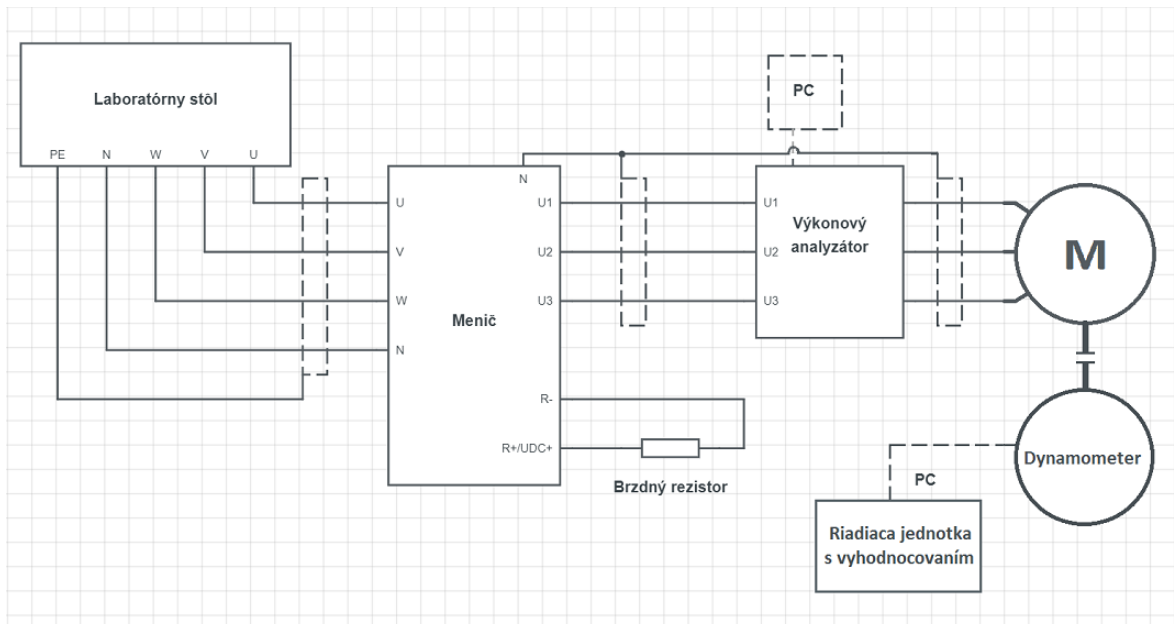 Laboratórny stôl
PE N W V U
PC
N
U U1 U1
V U2 U2
W U3 U3
N
Menič
Výkonový
analyzátor
M
R-
R+/UDC+
Brzdný rezistor
Dynamometer
PC
Riadiaca jednotka
s vyhodnocovaním